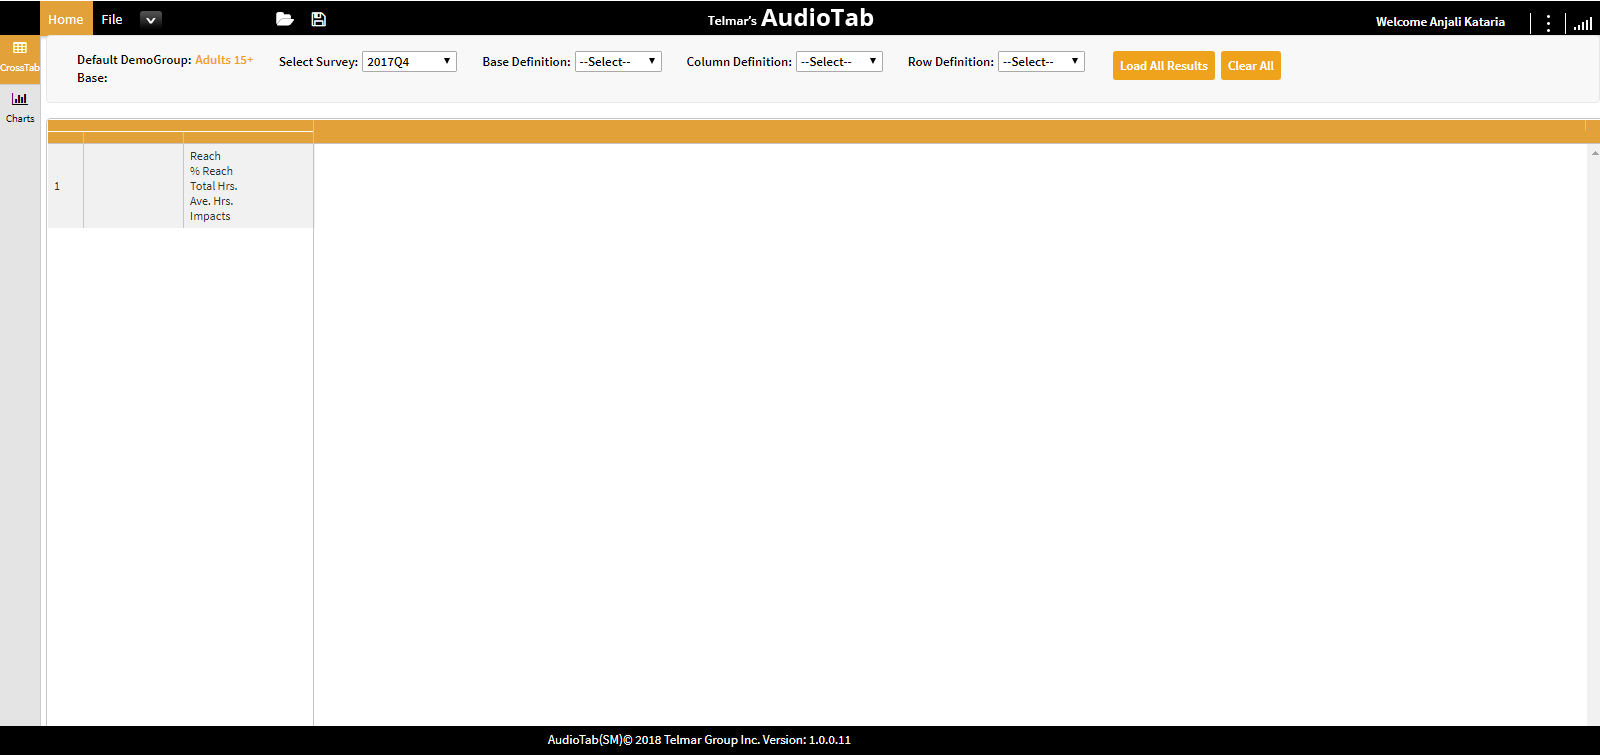 Home File Telmar's AudioTab Welcome Anjali Kataria
CrossTab
Charts
Default DemoGroup: Adults 15+ Select Survey: 2017Q4 Base Definition: --Select-- Column Definition: --Select-- Row Definition: --Select-- Load All Results Clear All
Base:
Reach
% Reach
1 Total Hrs.
Ave. Hrs.
Impacts
AudioTab(SM)© 2018 Telmar Group Inc. Version: 1.0.0.11